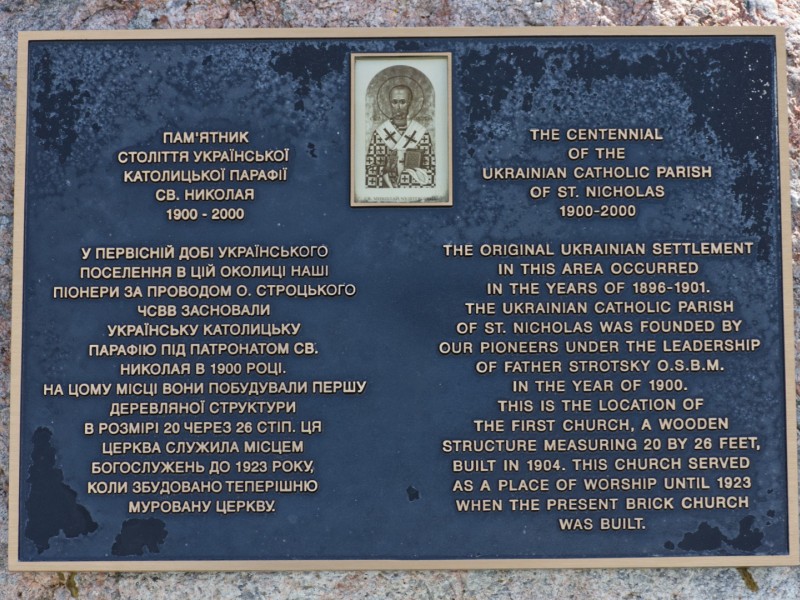 ПАМ'ЯТНИК
СТОЛІТТЯ УКРАЇНСЬКОЇ
КАТОЛИЦЬКОЇ ПАРАФІЇ
СВ. НИКОЛАЯ
1900 - 2000
У ПЕРВІСНІЙ ДОБІ УКРАЇНСЬКОГО
ПОСЕЛЕННЯ В ЦІЙ ОКОЛИЦІ НАШІ
ПІОНЕРИ ЗА ПРОВОДОМ О. СТРОЦЬКОГО
ЧСВВ ЗАСНОВАЛИ
УКРАЇНСЬКУ КАТОЛИЦЬКУ
ПАРАФІЮ ПІД ПАТРОНАТОМ СВ.
НИКОЛАЯ В 1900 РОЦІ.
НА ЦЬОМУ МІСЦІ ВОНИ ПОБУДУВАЛИ ПЕРШУ
ДЕРЕВЛЯНОЇ СТРУКТУРИ
В РОЗМІРІ 20 ЧЕРЕЗ 26 СТІП. ЦЯ
ЦЕРКВА СЛУЖИЛА МІСЦЕМ
БОГОСЛУЖЕНЬ ДО 1923 РОКУ,
КОЛИ ЗБУДОВАНО ТЕПЕРІШНЮ
МУРОВАНУ ЦЕРКВУ.
THE CENTENNIAL
OF THE
UKRAINIAN CATHOLIC PARISH
OF ST. NICHOLAS
1900-2000
THE ORIGINAL UKRAINIAN SETTLEMENT
IN THIS AREA OCCURRED
IN THE YEARS OF 1896-1901.
THE UKRAINIAN CATHOLIC PARISH
OF ST. NICHOLAS WAS FOUNDED BY
OUR PIONEERS UNDER THE LEADERSHIP
OF FATHER STROTSKY O.S.B.M.
IN THE YEAR OF 1900.
THIS IS THE LOCATION OF
THE FIRST CHURCH, A WOODEN
STRUCTURE MEASURING 20 BY 26 FEET,
BUILT IN 1904. THIS CHURCH SERVED
AS A PLACE OF WORSHIP UNTIL 1923
WHEN THE PRESENT BRICK CHURCH
WAS BUILT.